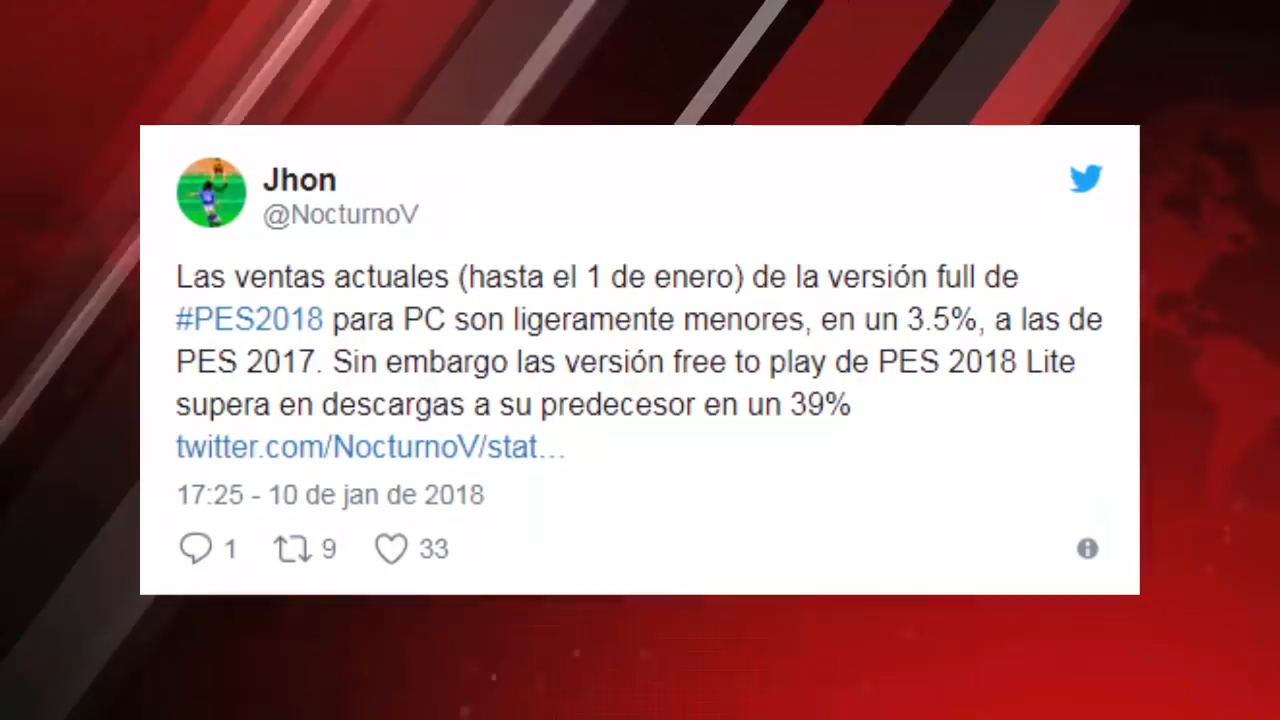 Jhon
@NocturnoV
Las ventas actuales (hasta el 1 de enero) de la versión full de
#PES2018 para PC son ligeramente menores, en un 3.5%, a las de
PES 2017. Sin embargo las versión free to play de PES 2018 Lite
supera en descargas a su predecesor en un 39%
twitter.com/NocturnoV/stat...
17:25 - 10 de jan de 2018
1 9 33